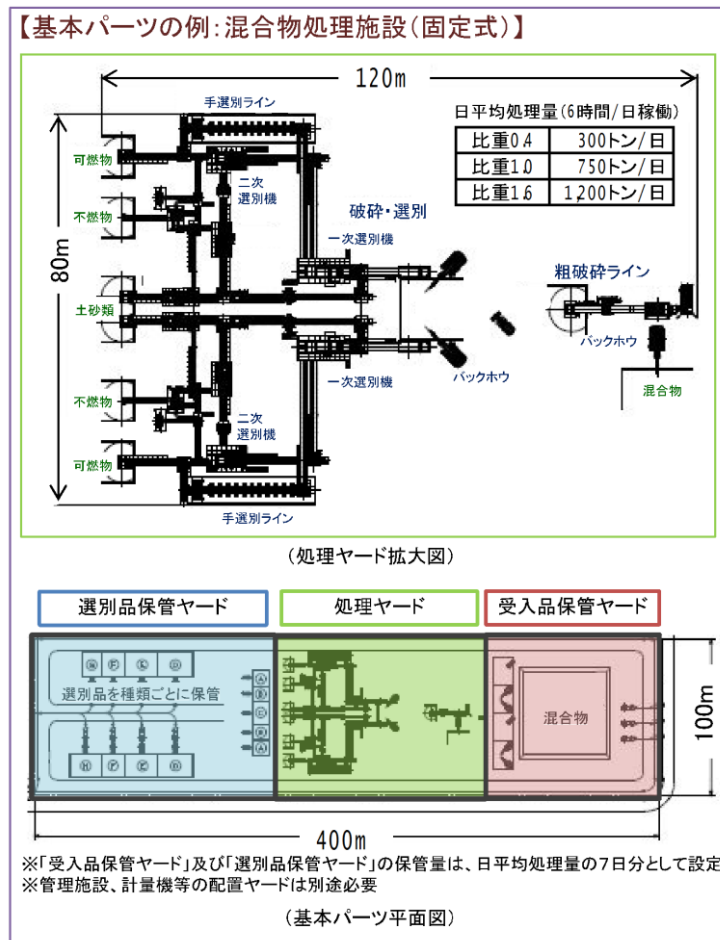 【基本パーツの例:混合物処理施設(固定式)】
120m
手選別ライン
日平均処理量(6時間/日稼働)
比重0.4 300トン/日
比重1.0 750トン/日
比重1.6 1,200トン/日
可燃物
二次
選別機
破砕・選別
不燃物
一次選別機
80m
粗破砕ライン
土砂類
バックホウ
一次選別機
バックホウ
混合物
不燃物
二次
選別機
可燃物
手選別ライン
(処理ヤード拡大図)
選別品保管ヤード
処理ヤード
受入品保管ヤード
選別品を種類ごとに保管
混合物
100m
400m
※「受入品保管ヤード」及び「選別品保管ヤード」の保管量は、日平均処理量の7日分として設定
※管理施設、計量機等の配置ヤードは別途必要
(基本パーツ平面図)